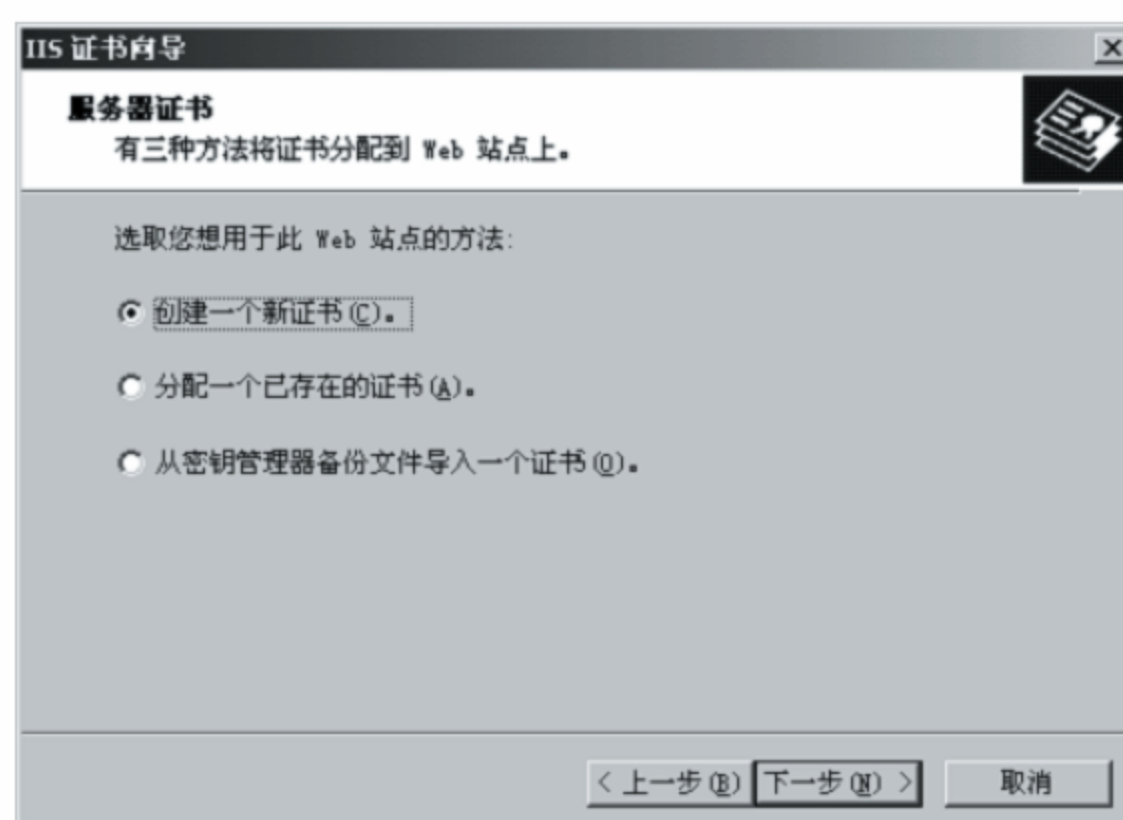 IIS 证书向导
服务器证书
有三种方法将证书分配到 Web 站点上。
选取您想用于此 Web 站点的方法:
创建一个新证书(C)。
分配一个已存在的证书(A)。
从密钥管理器备份文件导入一个证书(O)。
< 上一步(B) 下一步(N) > 取消